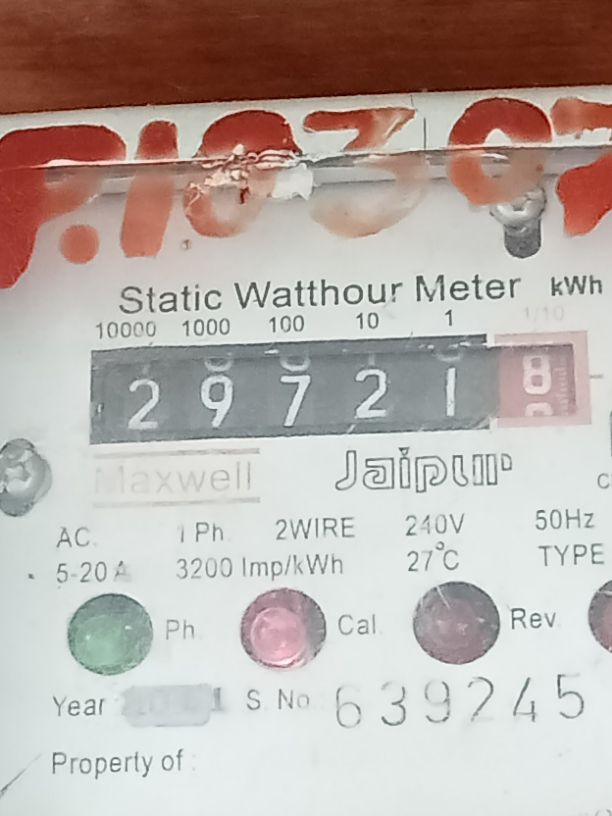 P.10307
Static Watthour Meter kWh
10000 1000 100 10 1 1/10
2 9 7 2 1 8
Maxwell Jaipur
AC. 1 Ph 2WIRE 240V 50Hz
5-20 A 3200 Imp/kWh 27°C TYPE
Ph. Cal. Rev.
Year S. No. 639245
Property of :